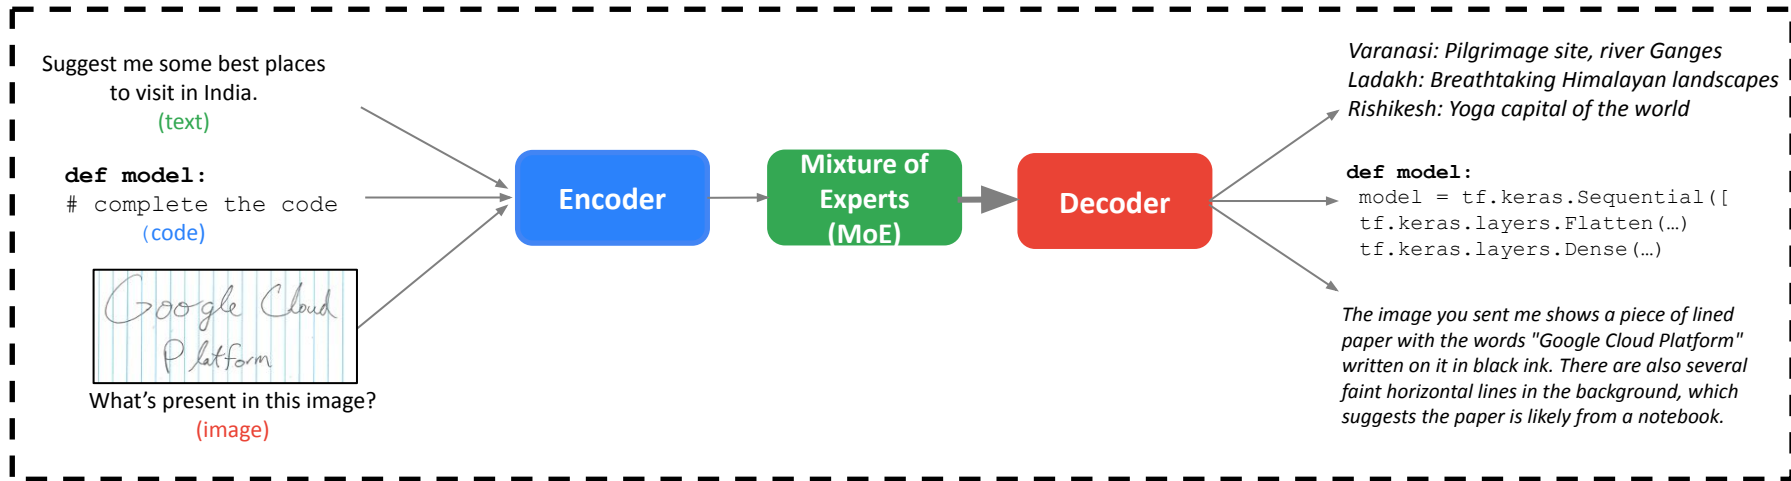 Suggest me some best places
to visit in India.
(text)
def model:
# complete the code
(code)
Google Cloud
Platform
What's present in this image?
(image)
Encoder
Mixture of
Experts
(MoE)
Decoder
Varanasi: Pilgrimage site, river Ganges
Ladakh: Breathtaking Himalayan landscapes
Rishikesh: Yoga capital of the world
def model:
model = tf.keras.Sequential([
tf.keras.layers.Flatten(…)
tf.keras.layers.Dense(…)
The image you sent me shows a piece of lined
paper with the words "Google Cloud Platform"
written on it in black ink. There are also several
faint horizontal lines in the background, which
suggests the paper is likely from a notebook.